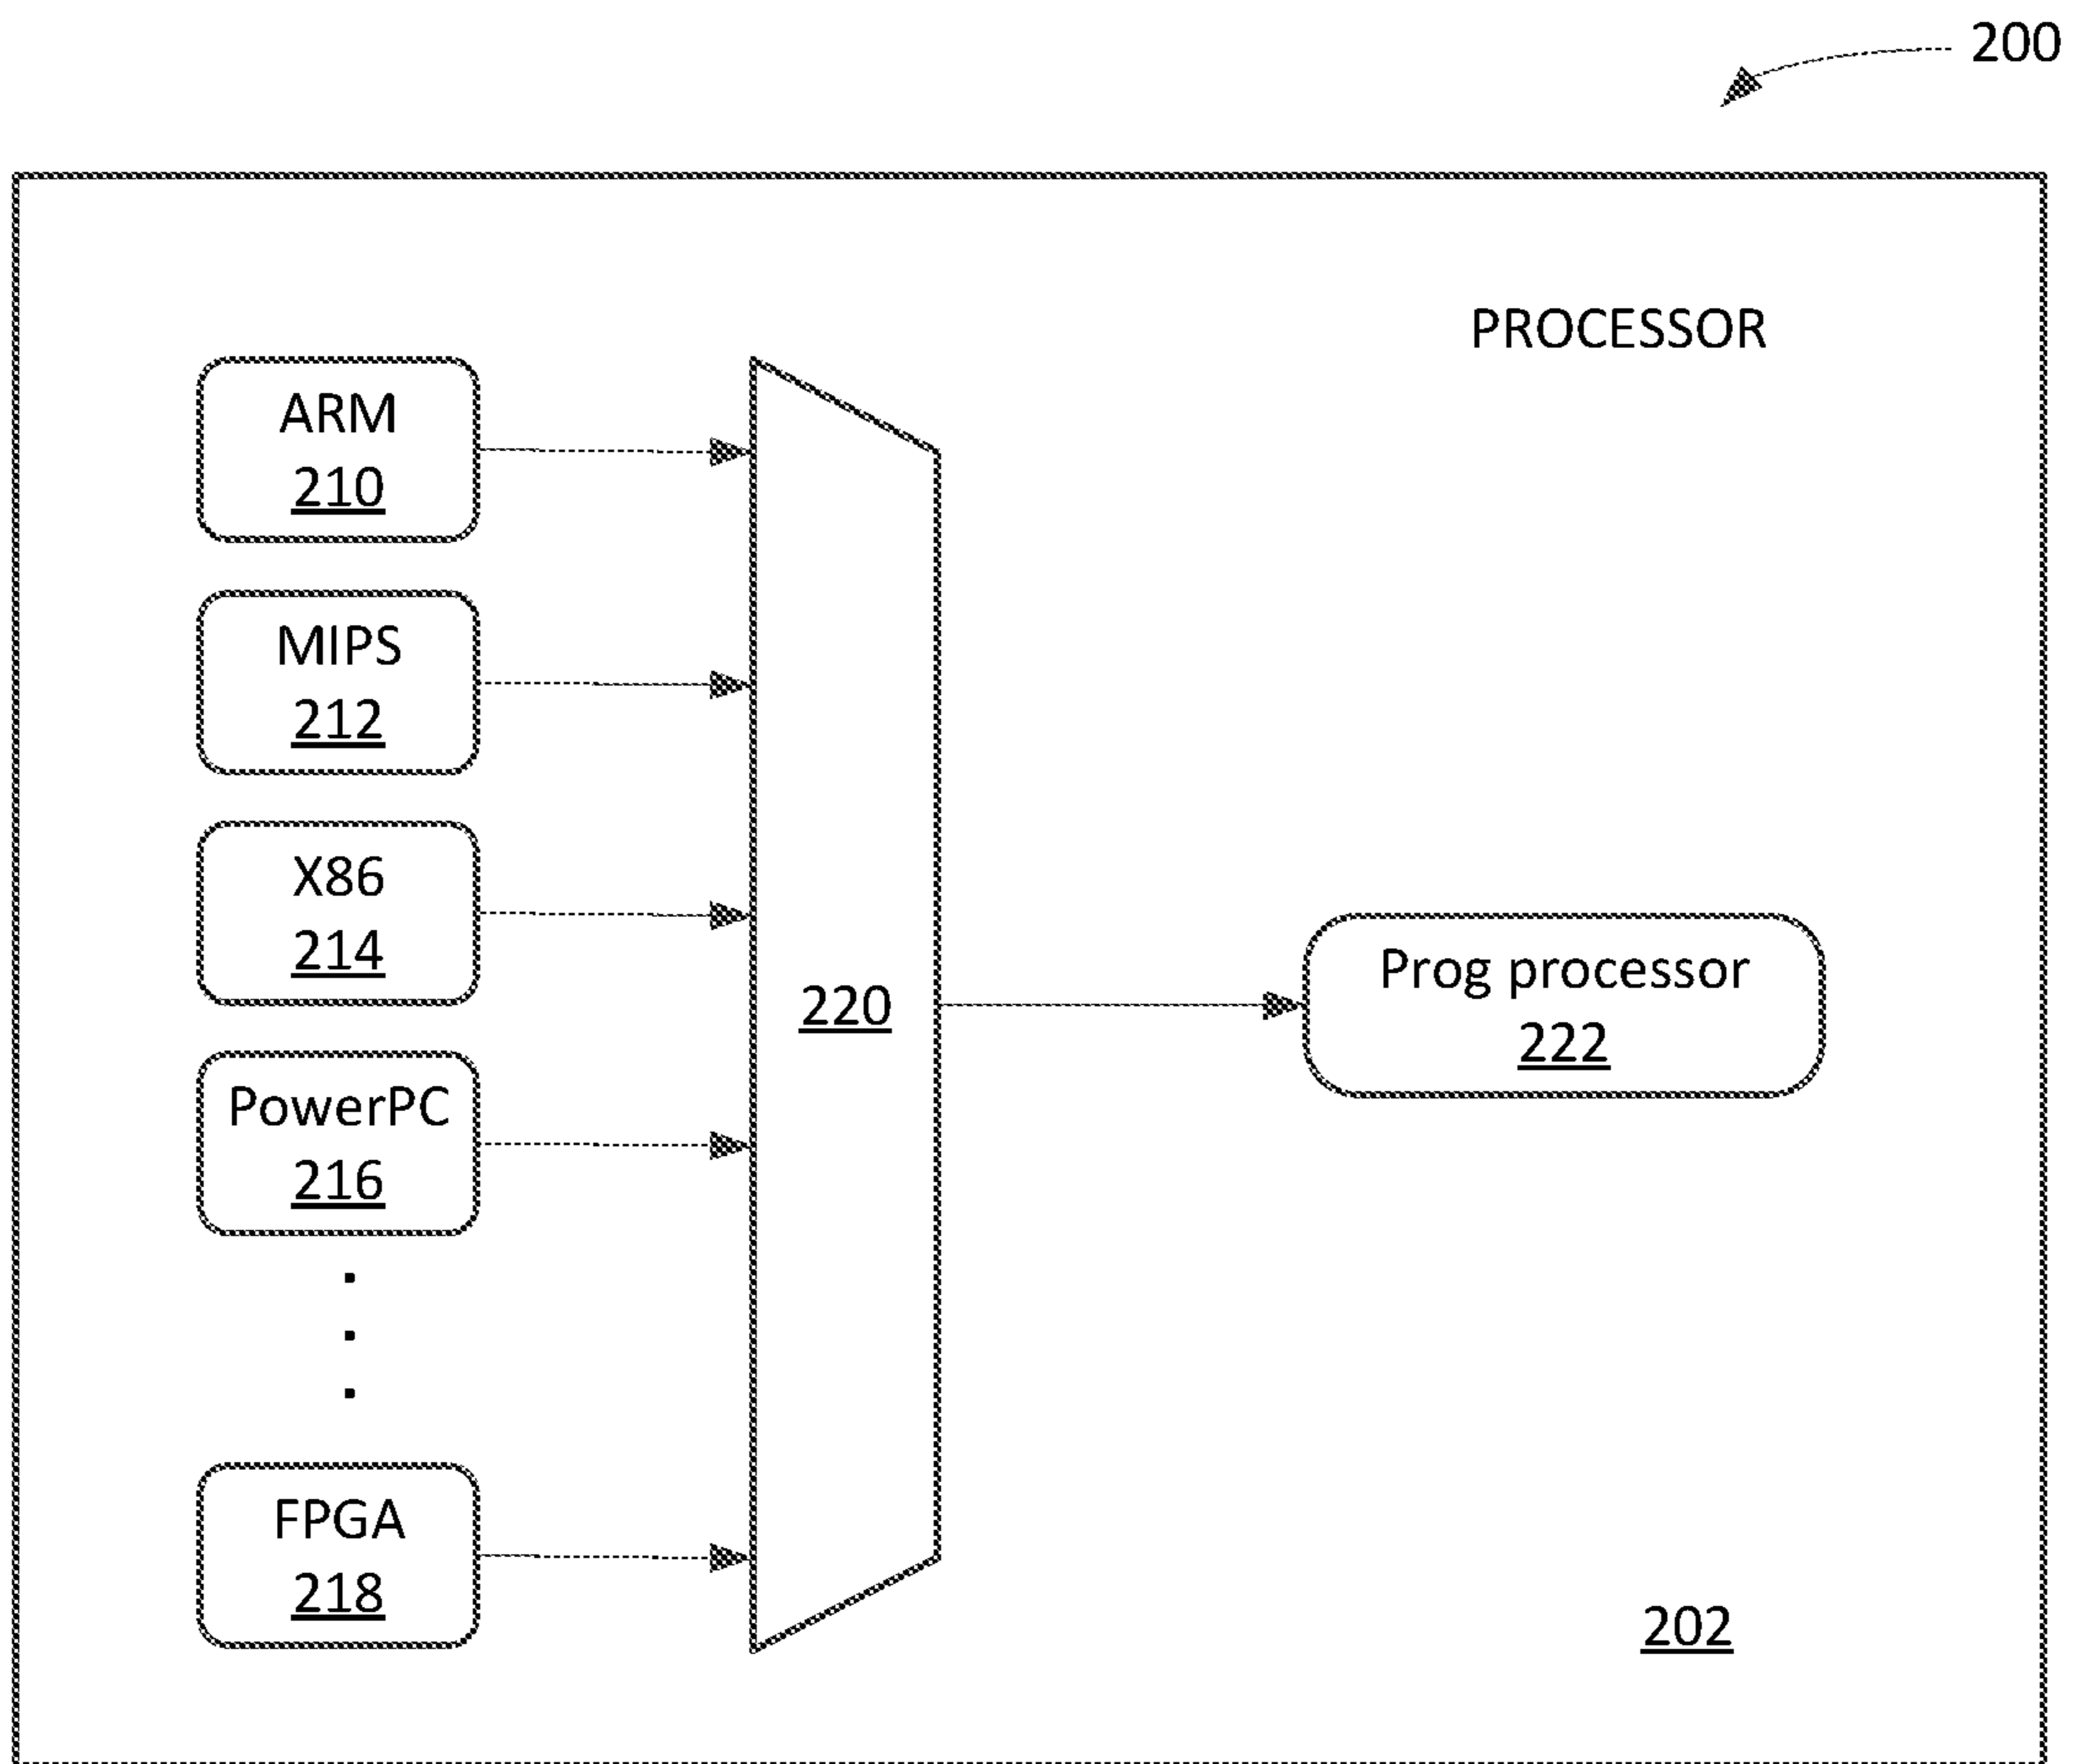 200
PROCESSOR
ARM
210
MIPS
212
X86
214
PowerPC
216
FPGA
218
220
Prog processor
222
202